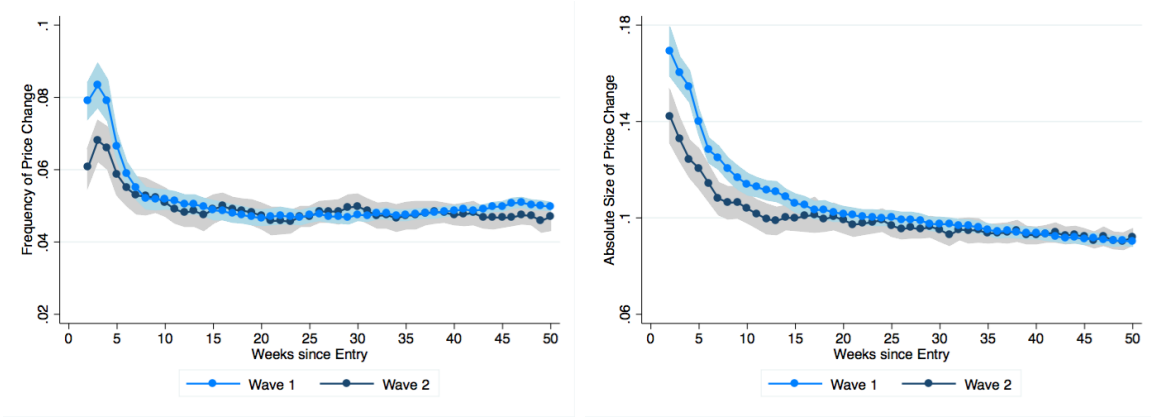 .1
.08
.06
.04
.02
Frequency of Price Change
0 5 10 15 20 25 30 35 40 45 50
Weeks since Entry
Wave 1 Wave 2
.18
.14
.1
.06
Absolute Size of Price Change
0 5 10 15 20 25 30 35 40 45 50
Weeks since Entry
Wave 1 Wave 2